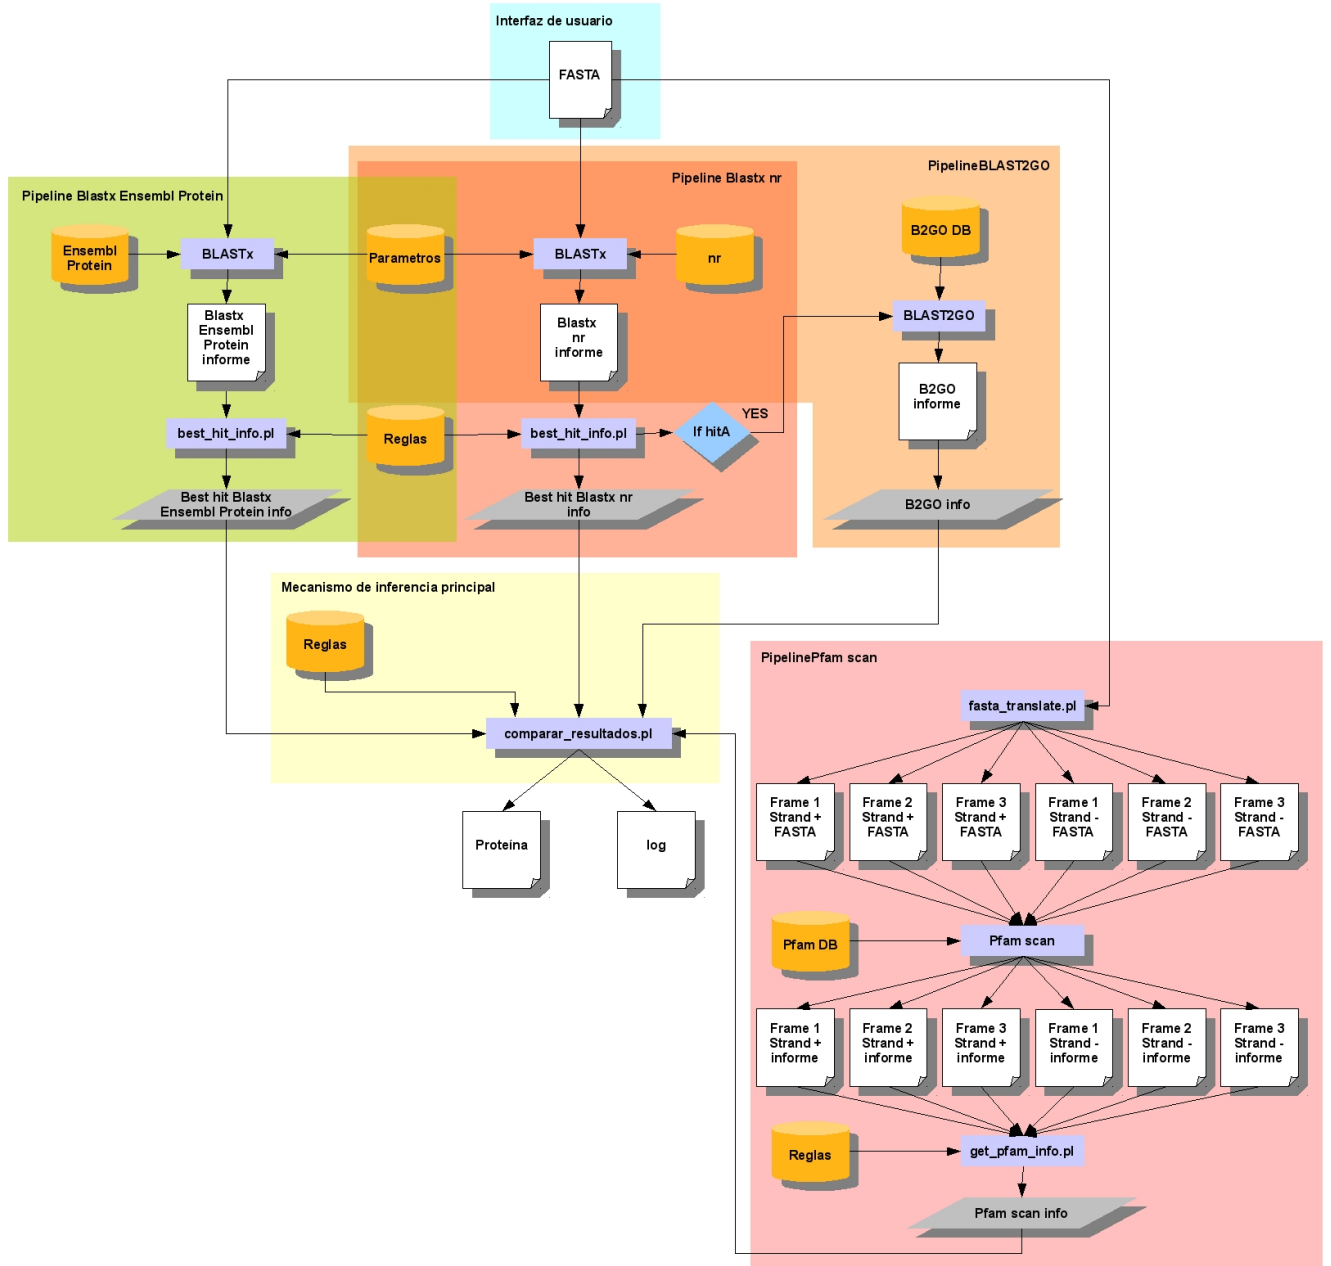 Interfaz de usuario
FASTA
PipelineBLAST2GO
Pipeline Blastx nr
Pipeline Blastx Ensembl Protein
Ensembl
Protein
BLASTx
Parametros
BLASTx
nr
B2GO DB
BLAST2GO
Blastx
Ensembl
Protein
informe
Blastx
nr
informe
B2GO
informe
best_hit_info.pl
Reglas
best_hit_info.pl
If hitA
YES
Best hit Blastx
Ensembl Protein info
Best hit Blastx nr
info
B2GO info
Mecanismo de inferencia principal
Reglas
comparar_resultados.pl
Proteína
log
PipelinePfam scan
fasta_translate.pl
Frame 1
Strand +
FASTA
Frame 2
Strand +
FASTA
Frame 3
Strand +
FASTA
Frame 1
Strand -
FASTA
Frame 2
Strand -
FASTA
Frame 3
Strand -
FASTA
Pfam DB
Pfam scan
Frame 1
Strand +
informe
Frame 2
Strand +
informe
Frame 3
Strand +
informe
Frame 1
Strand -
informe
Frame 2
Strand -
informe
Frame 3
Strand -
informe
Reglas
get_pfam_info.pl
Pfam scan info